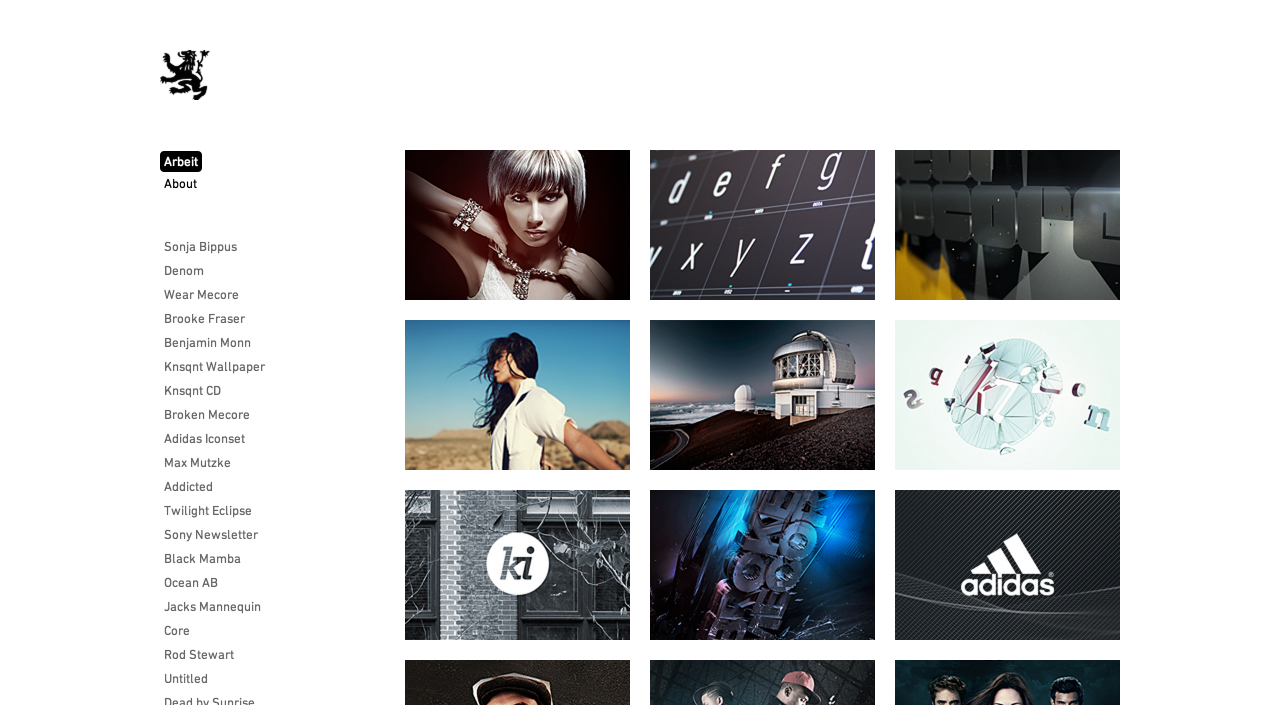 Arbeit
About
Sonja Bippus
Denom
Wear Mecore
Brooke Fraser
Benjamin Monn
Knsqnt Wallpaper
Knsqnt CD
Broken Mecore
Adidas Iconset
Max Mutzke
Addicted
Twilight Eclipse
Sony Newsletter
Black Mamba
Ocean AB
Jacks Mannequin
Core
Rod Stewart
Untitled
Dead by Sunrise
d e f g
x y z
ki
adidas